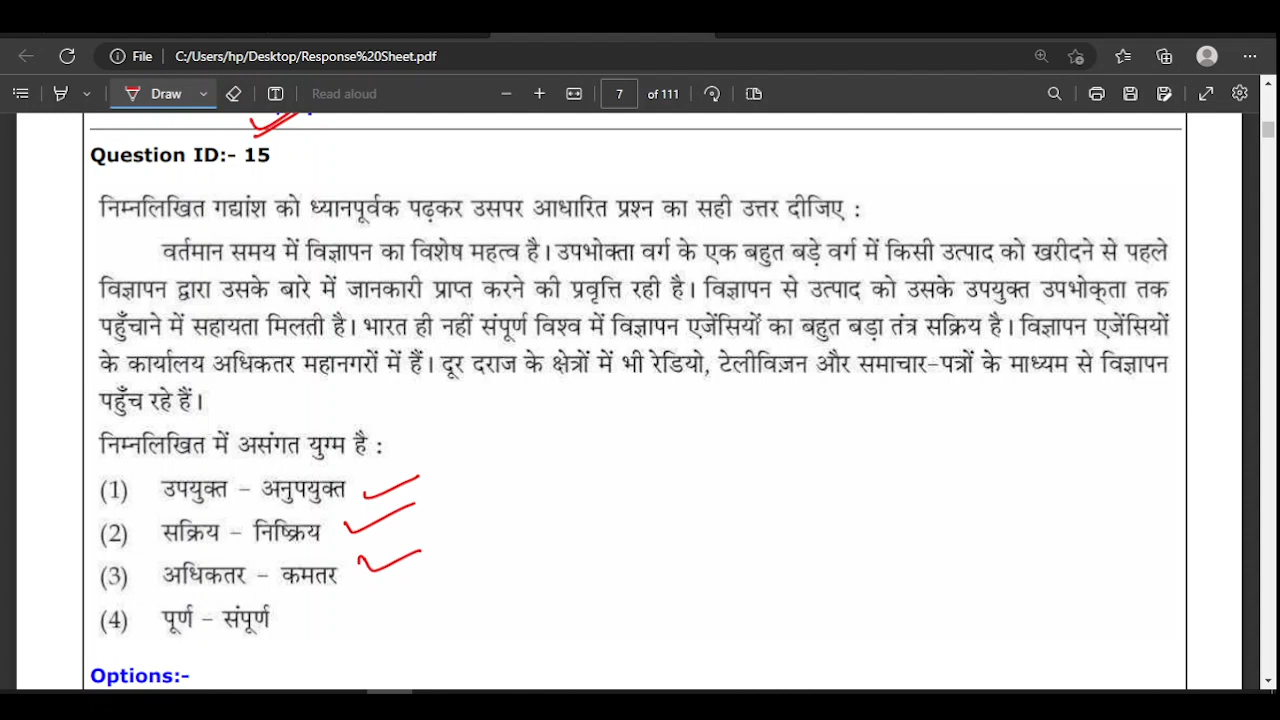 File C:/Users/hp/Desktop/Response%20Sheet.pdf
Draw Read aloud 7 of 111
Question ID:- 15
निम्नलिखित गद्यांश को ध्यानपूर्वक पढ़कर उसपर आधारित प्रश्न का सही उत्तर दीजिए :
वर्तमान समय में विज्ञापन का विशेष महत्व है। उपभोक्ता वर्ग के एक बहुत बड़े वर्ग में किसी उत्पाद को खरीदने से पहले
विज्ञापन द्वारा उसके बारे में जानकारी प्राप्त करने की प्रवृत्ति रही है। विज्ञापन से उत्पाद को उसके उपयुक्त उपभोक्‌ता तक
पहुँचाने में सहायता मिलती है। भारत ही नहीं संपूर्ण विश्व में विज्ञापन एजेंसियों का बहुत बड़ा तंत्र सक्रिय है। विज्ञापन एजेंसियों
के कार्यालय अधिकतर महानगरों में हैं। दूर दराज के क्षेत्रों में भी रेडियो, टेलीविज़न और समाचार-पत्रों के माध्यम से विज्ञापन
पहुँच रहे हैं।
निम्नलिखित में असंगत युग्म है :
(1) उपयुक्त - अनुपयुक्त
(2) सक्रिय - निष्क्रिय
(3) अधिकतर - कमतर
(4) पूर्ण - संपूर्ण
Options:-